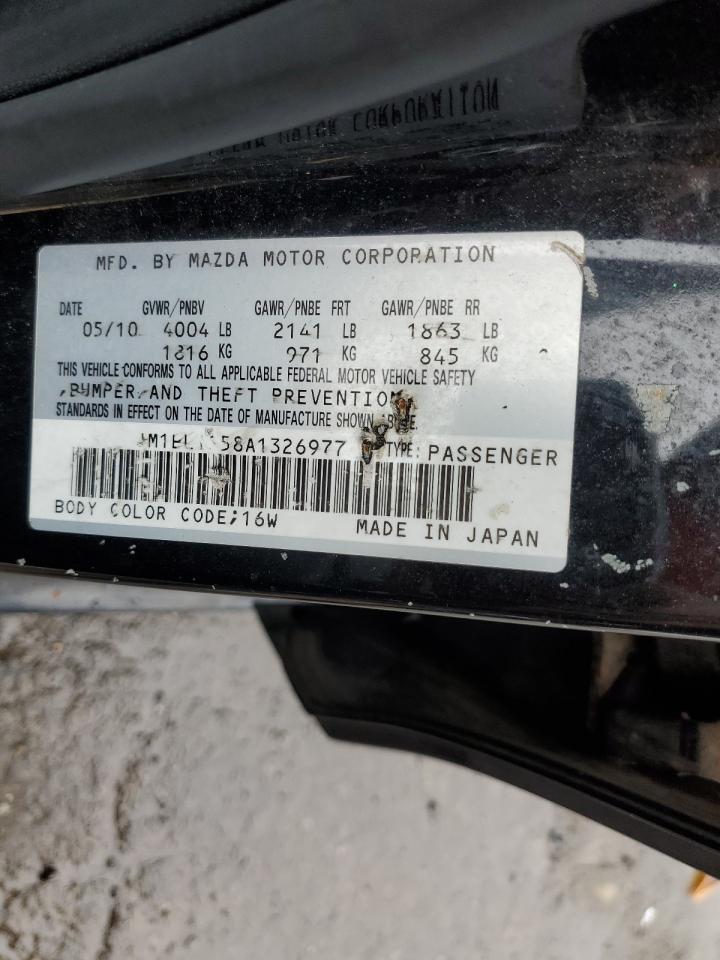 MFD. BY MAZDA MOTOR CORPORATION
DATE GVWR/PNBV GAWR/PNBE FRT GAWR/PNBE RR
05/10 4004 LB 2141 LB 1863 LB
1816 KG 971 KG 845 KG
THIS VEHICLE CONFORMS TO ALL APPLICABLE FEDERAL MOTOR VEHICLE SAFETY
,BUMPER,AND THEFT PREVENTION
STANDARDS IN EFFECT ON THE DATE OF MANUFACTURE SHOWN
58A1326977 TYPE: PASSENGER
BODY COLOR CODE;16W MADE IN JAPAN